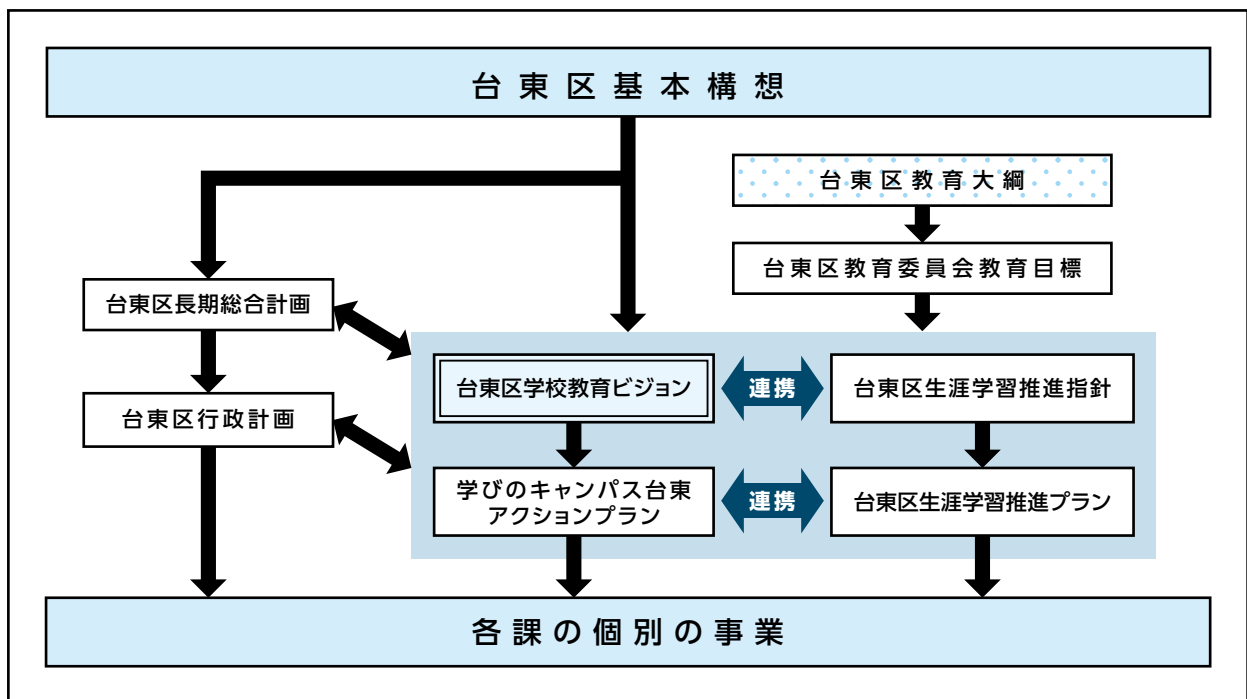 台東区基本構想
台東区教育大綱
台東区教育委員会教育目標
台東区長期総合計画
台東区学校教育ビジョン
連携
台東区生涯学習推進指針
台東区行政計画
学びのキャンパス台東
アクションプラン
連携
台東区生涯学習推進プラン
各課の個別の事業